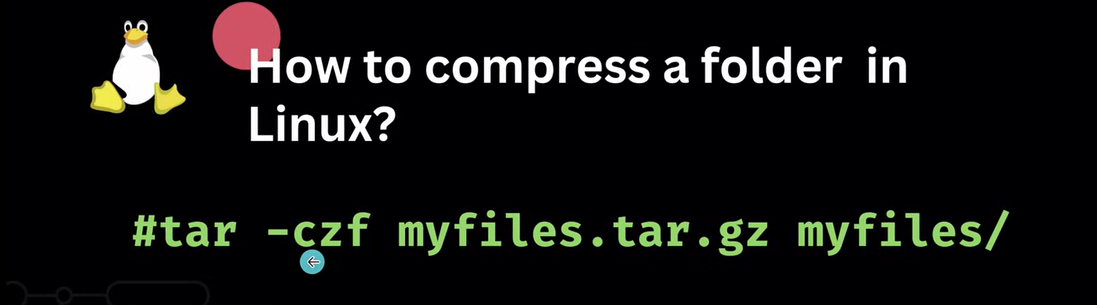 How to compress a folder in
Linux?
#tar -czf myfiles.tar.gz myfiles/